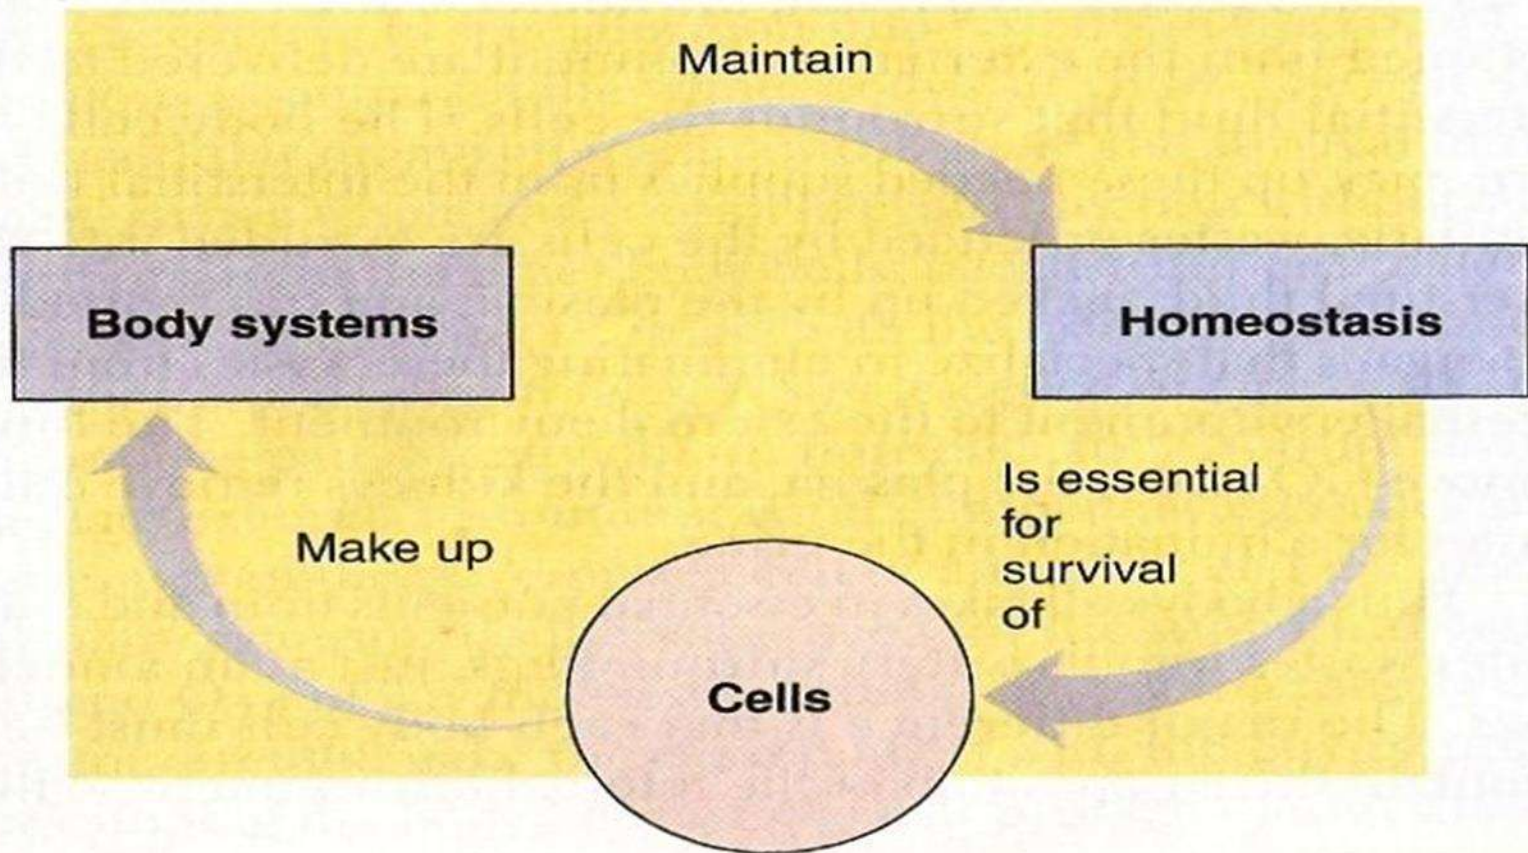 Maintain
Body systems
Homeostasis
Is essential
for
survival
of
Make up
Cells